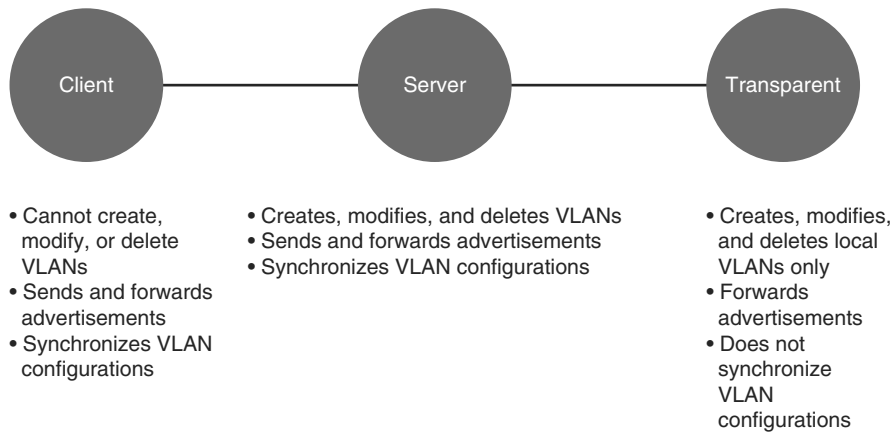 Client
Server
Transparent
• Cannot create,
modify, or delete
VLANs
• Sends and forwards
advertisements
• Synchronizes VLAN
configurations
• Creates, modifies, and deletes VLANs
• Sends and forwards advertisements
• Synchronizes VLAN configurations
• Creates, modifies,
and deletes local
VLANs only
• Forwards
advertisements
• Does not
synchronize
VLAN
configurations